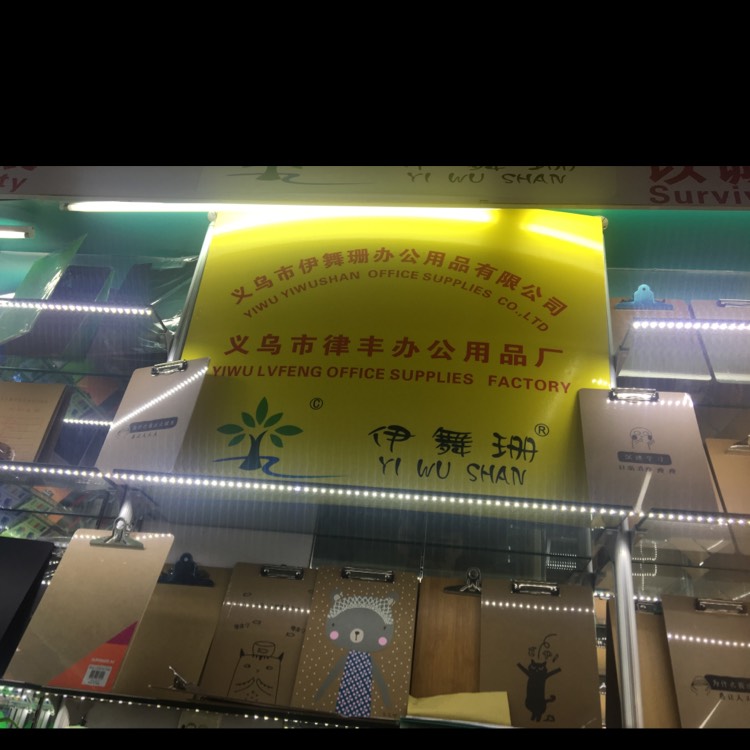 ty
YI WU SHAN
Surviv
义乌市伊舞珊办公用品有限公司
YIWU YIWUSHAN OFFICE SUPPLIES CO.,LTD
义乌市律丰办公用品厂
YIWU LVFENG OFFICE SUPPLIES FACTORY
©
伊舞珊®
YI WU SHAN